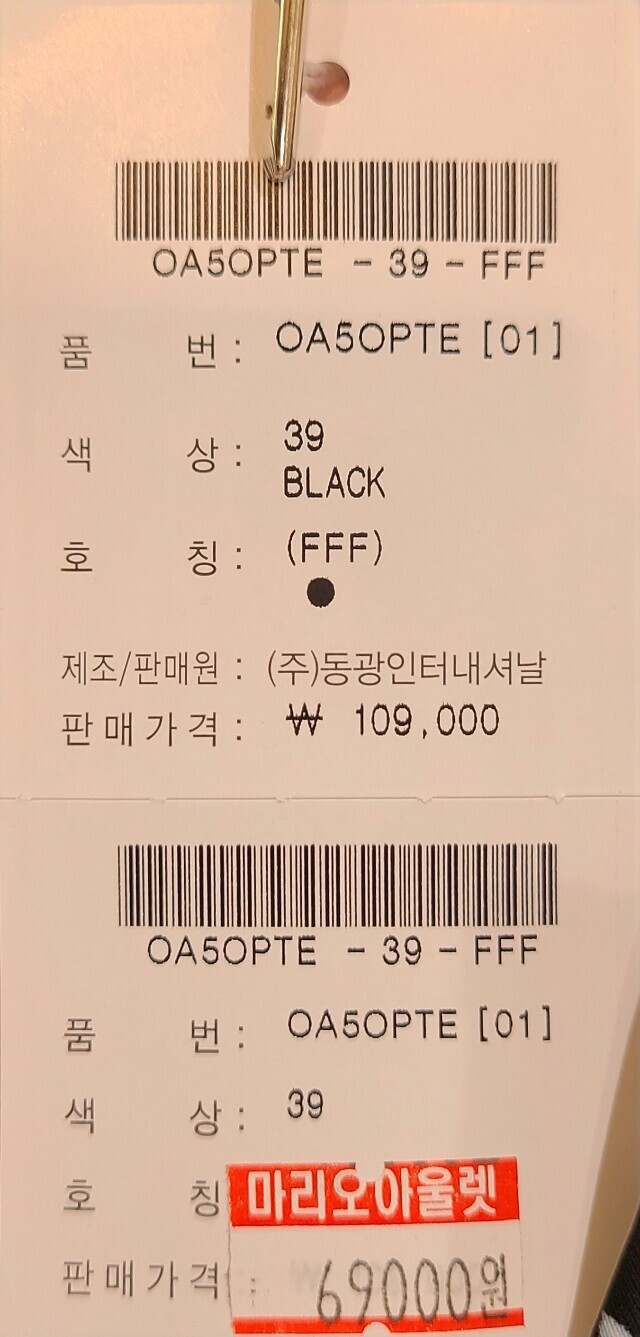 OA5OPTE - 39 - FFF
품 번 : OA5OPTE [01]
색 상 : 39
BLACK
호 칭 : (FFF)
제조/판매원 : (주)동광인터내셔날
판매가격 : ₩ 109,000
OA5OPTE - 39 - FFF
품 번 : OA5OPTE [01]
색 상 : 39
호 칭
마리오아울렛
판매가격 : 69000원